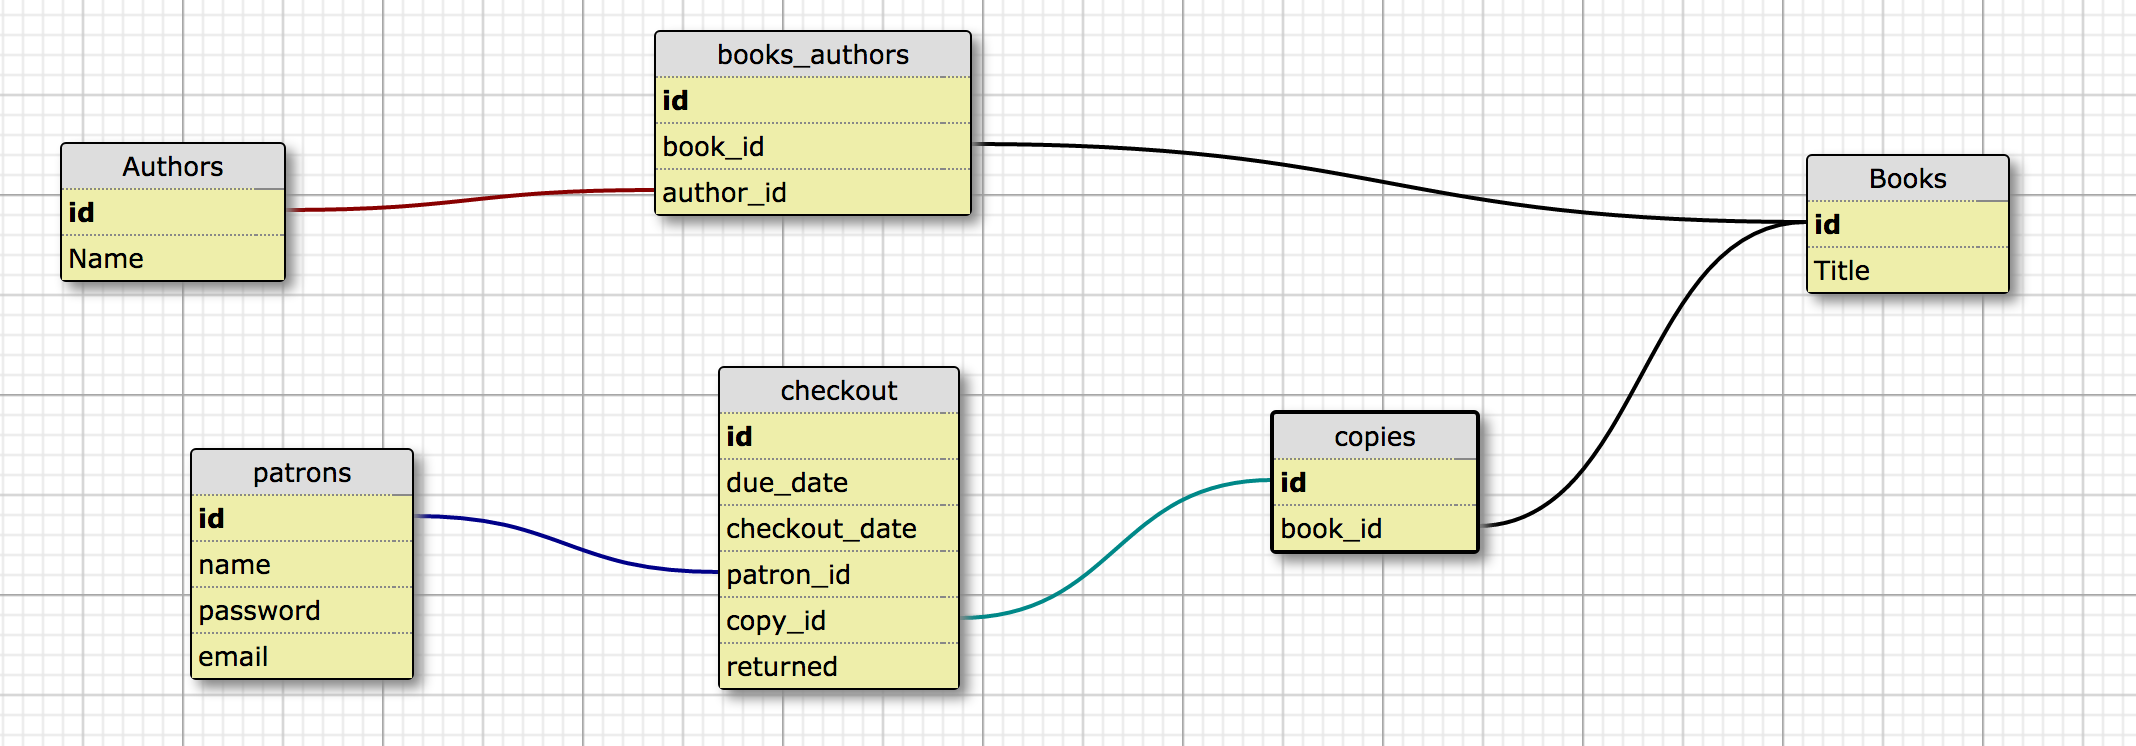 books_authors
id
book_id
author_id
Authors
id
Name
Books
id
Title
checkout
id
due_date
checkout_date
patron_id
copy_id
returned
copies
id
book_id
patrons
id
name
password
email